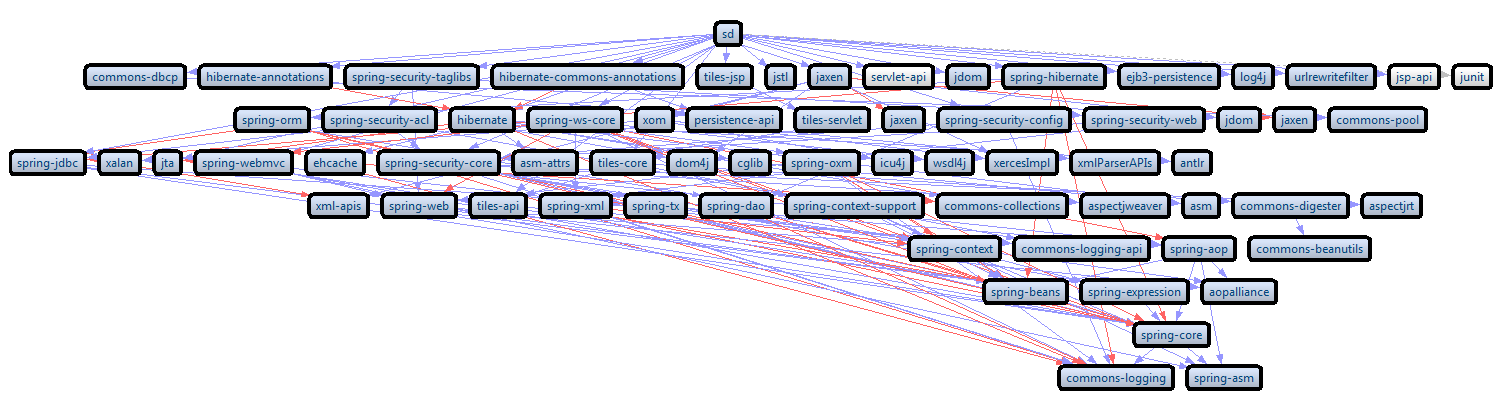 sd
commons-dbcp hibernate-annotations spring-security-taglibs hibernate-commons-annotations tiles-jsp jstl jaxen servlet-api jdom spring-hibernate ejb3-persistence log4j urlrewritefilter jsp-api junit
spring-orm spring-security-acl hibernate spring-ws-core xom persistence-api tiles-servlet jaxen spring-security-config spring-security-web jdom jaxen commons-pool
spring-jdbc xalan jta spring-webmvc ehcache spring-security-core asm-attrs tiles-core dom4j cglib spring-oxm icu4j wsdl4j xercesImpl xmlParserAPIs antlr
xml-apis spring-web tiles-api spring-xml spring-tx spring-dao spring-context-support commons-collections aspectjweaver asm commons-digester aspectjrt
spring-context commons-logging-api spring-aop commons-beanutils
spring-beans spring-expression aopalliance
spring-core
commons-logging spring-asm